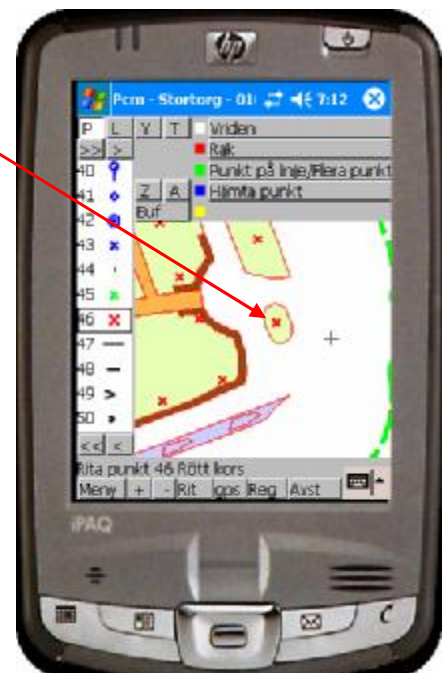 hp
Pcm - Stortorg - 01 7:12
P L Y T Vriden
>> > Rak
40 Punkt på linje/Flera punkt
41 Z A Hämta punkt
42 Buf
43
44
45
46
47
48
49
50
<< <
Rita punkt 46 Rött kors
Meny + - Rit gps Reg Avst
iPAQ